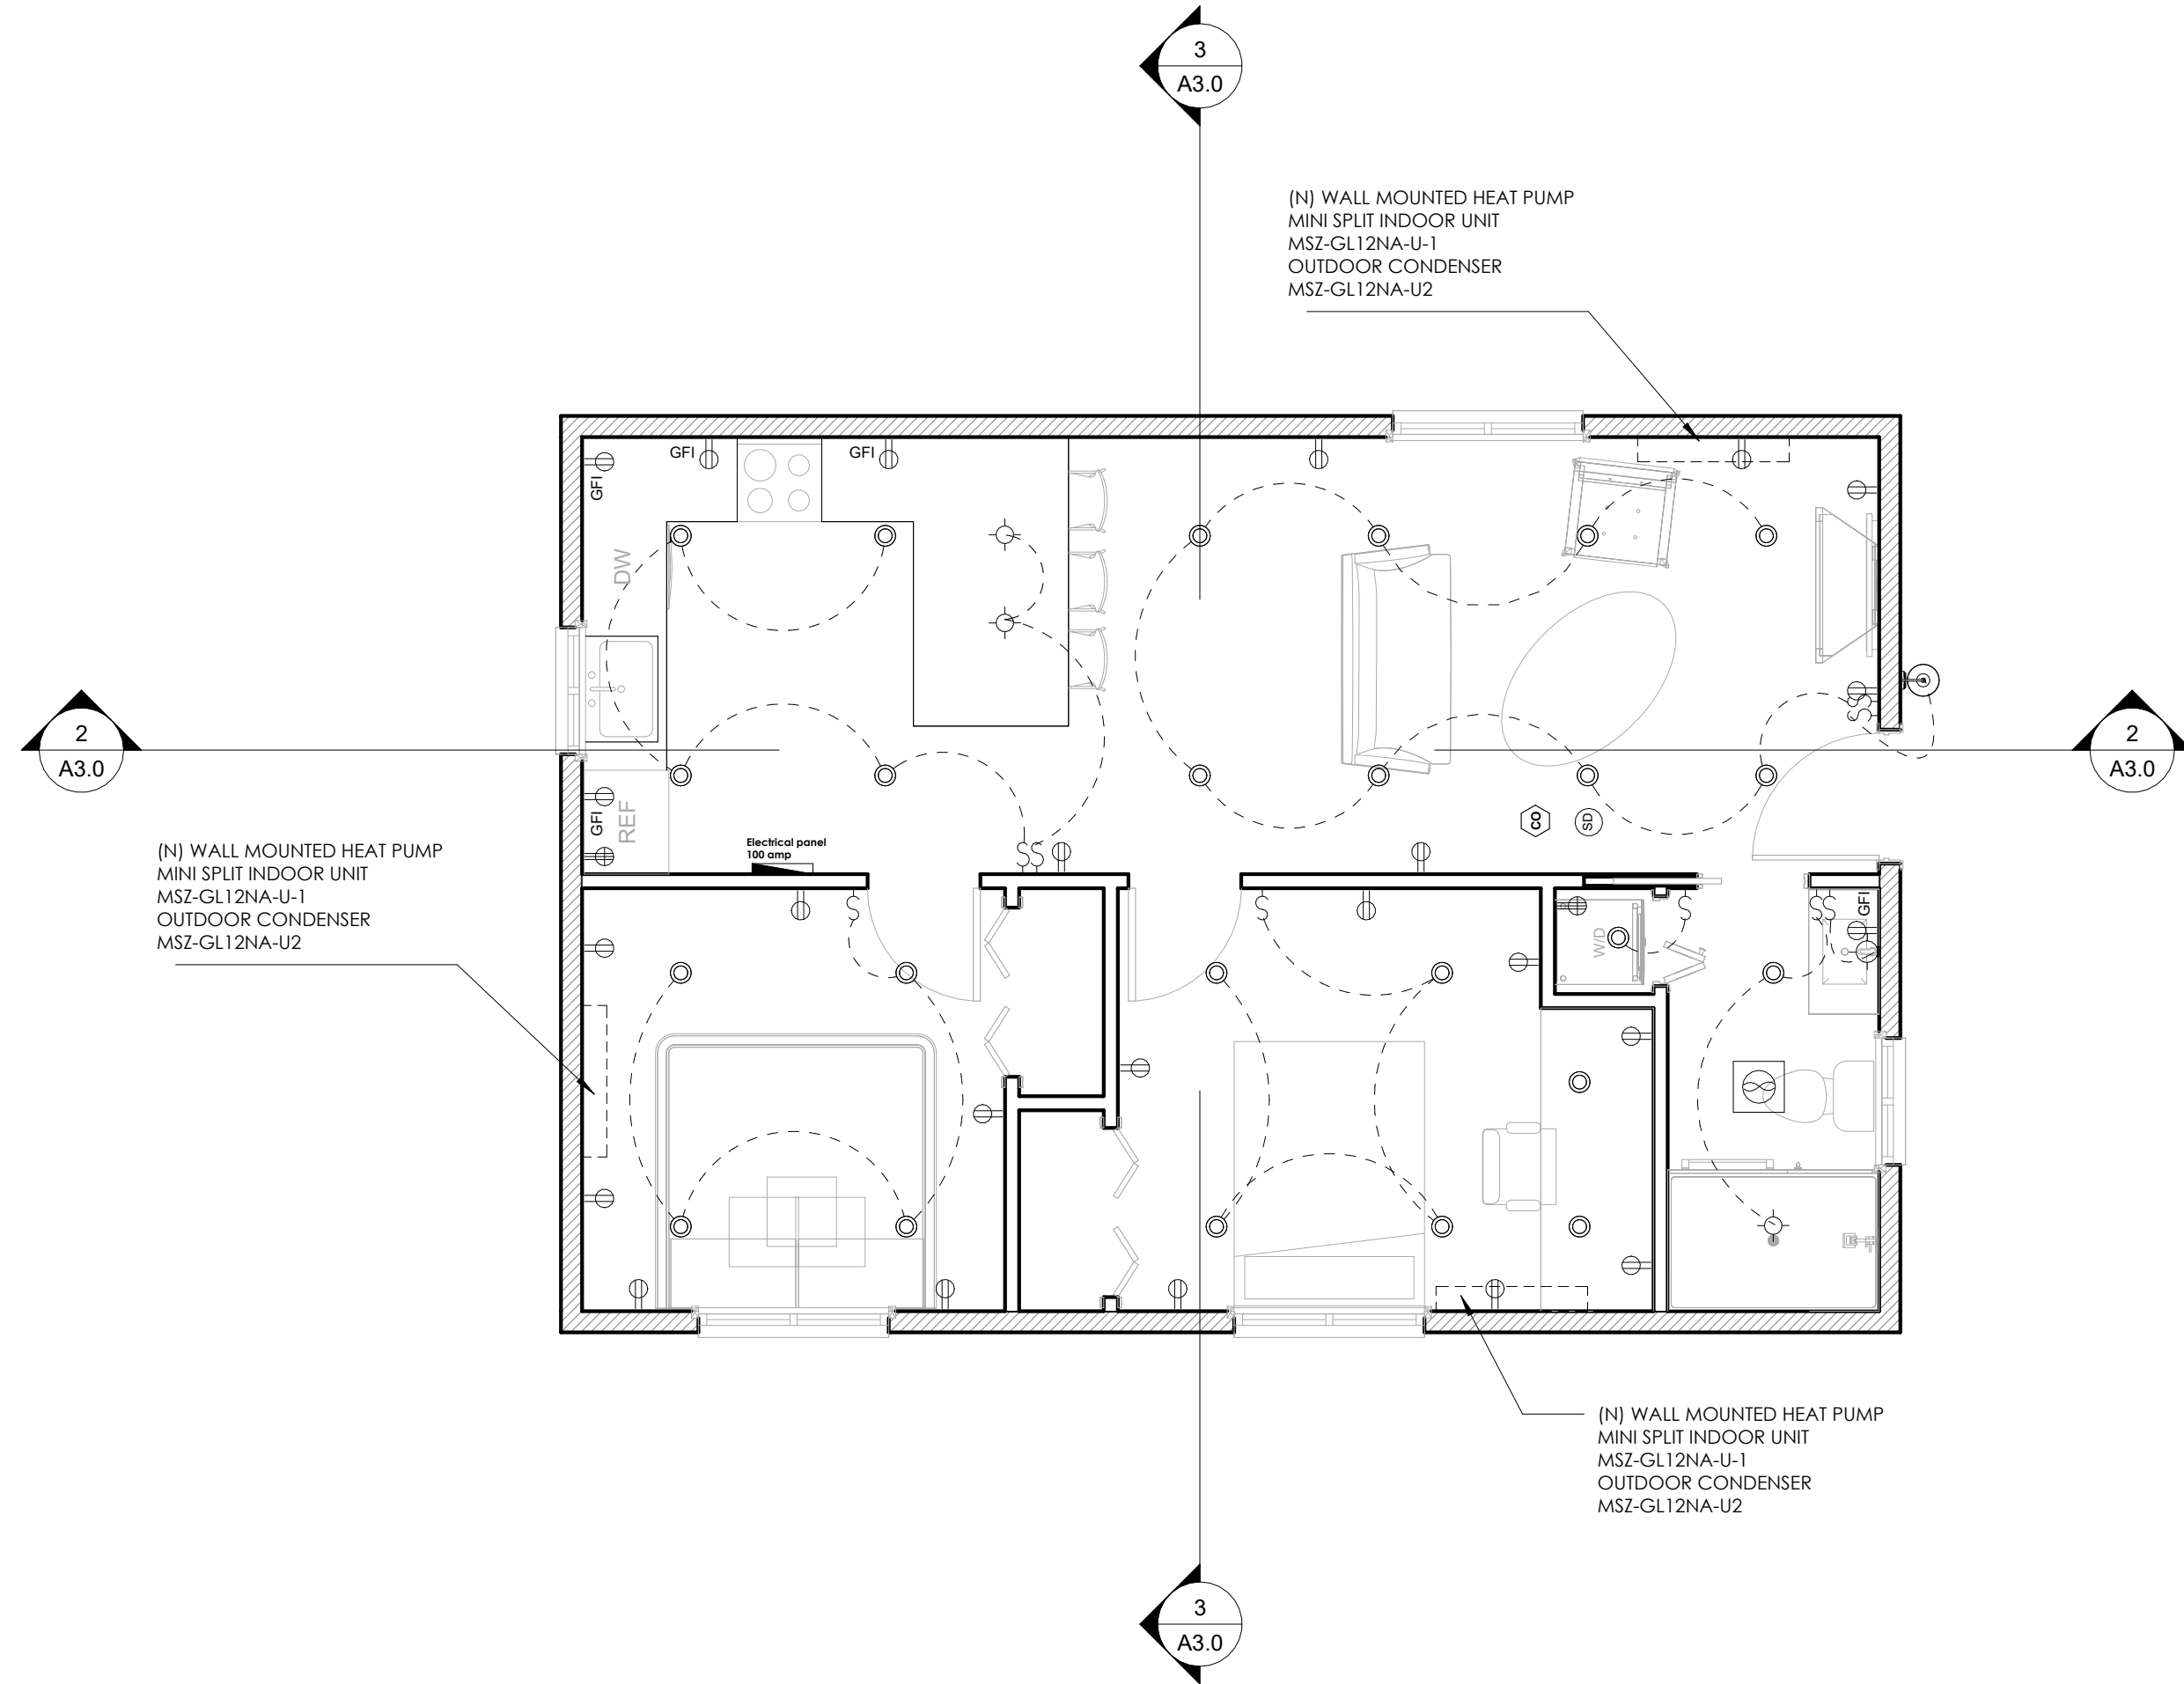 3
A3.0
(N) WALL MOUNTED HEAT PUMP
MINI SPLIT INDOOR UNIT
MSZ-GL12NA-U-1
OUTDOOR CONDENSER
MSZ-GL12NA-U2
GFI
GFI
GFI
DW
2
A3.0
S
S
2
A3.0
GFI
REF
Electrical panel
100 amp
SS
CO
SD
(N) WALL MOUNTED HEAT PUMP
MINI SPLIT INDOOR UNIT
MSZ-GL12NA-U-1
OUTDOOR CONDENSER
MSZ-GL12NA-U2
S
S
W/D
S
SS
GFI
(N) WALL MOUNTED HEAT PUMP
MINI SPLIT INDOOR UNIT
MSZ-GL12NA-U-1
OUTDOOR CONDENSER
MSZ-GL12NA-U2
3
A3.0